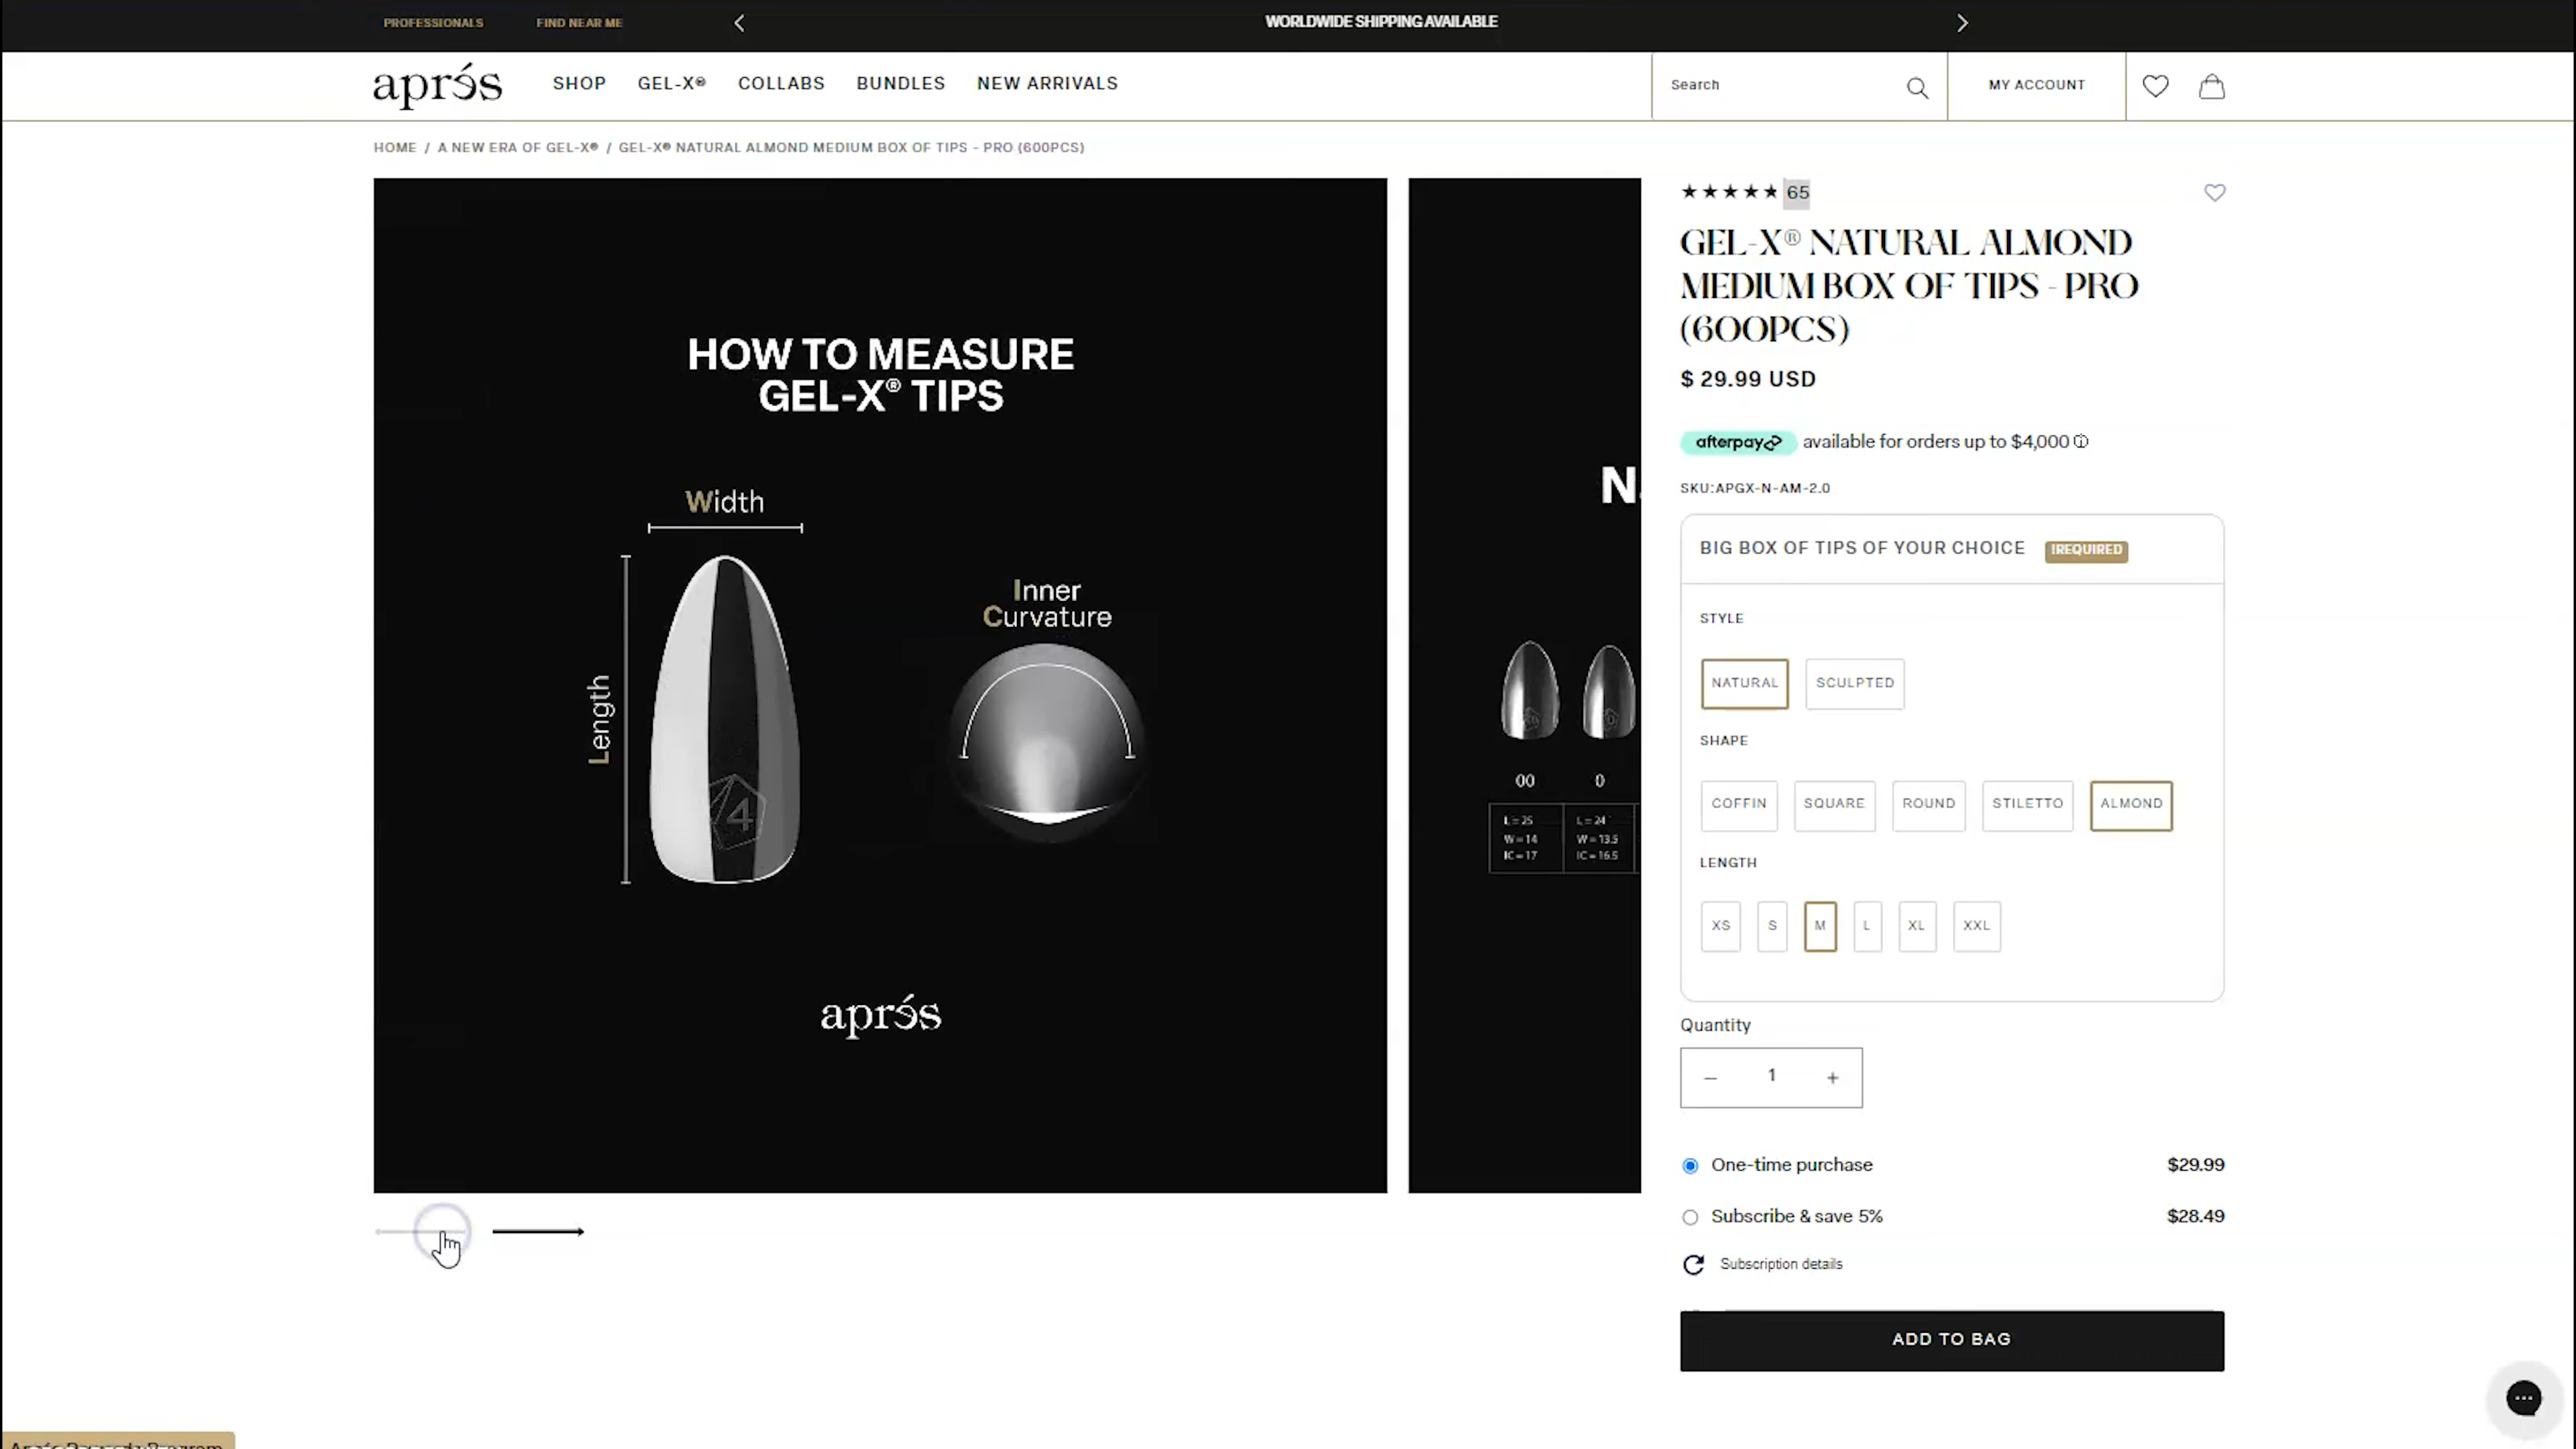 PROFESSIONALS
FIND NEAR ME
WORLDWIDE SHIPPING AVAILABLE
aprés
SHOP
GEL-X®
COLLABS
BUNDLES
NEW ARRIVALS
Search
MY ACCOUNT
HOME / A NEW ERA OF GEL-X® / GEL-X® NATURAL ALMOND MEDIUM BOX OF TIPS - PRO (600PCS)
HOW TO MEASURE
GEL-X® TIPS
Width
Length
Inner
Curvature
4
aprés
N
00
0
L=25
W=14
IC=17
L=24
W=13.5
IC=16.5
65
GEL-X® NATURAL ALMOND
MEDIUM BOX OF TIPS - PRO
(600PCS)
$ 29.99 USD
afterpay available for orders up to $4,000
SKU:APGX-N-AM-2.0
BIG BOX OF TIPS OF YOUR CHOICE
!REQUIRED
STYLE
NATURAL
SCULPTED
SHAPE
COFFIN
SQUARE
ROUND
STILETTO
ALMOND
LENGTH
XS
S
M
L
XL
XXL
Quantity
– 1 +
One-time purchase
$29.99
Subscribe & save 5%
$28.49
Subscription details
ADD TO BAG